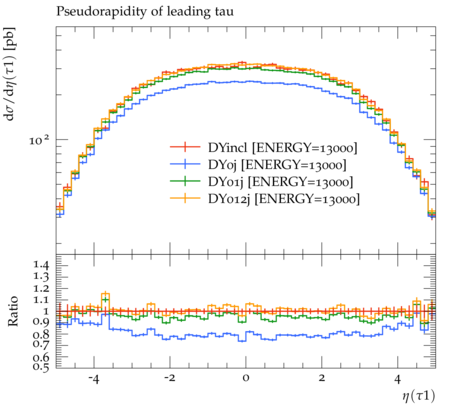 Pseudorapidity of leading tau
dσ/dη(τ1) [pb]
10²
DYincl [ENERGY=13000]
DY0j [ENERGY=13000]
DY01j [ENERGY=13000]
DY012j [ENERGY=13000]
Ratio
1.4
1.3
1.2
1.1
1
0.9
0.8
0.7
0.6
0.5
-4 -2 0 2 4
η(τ1)